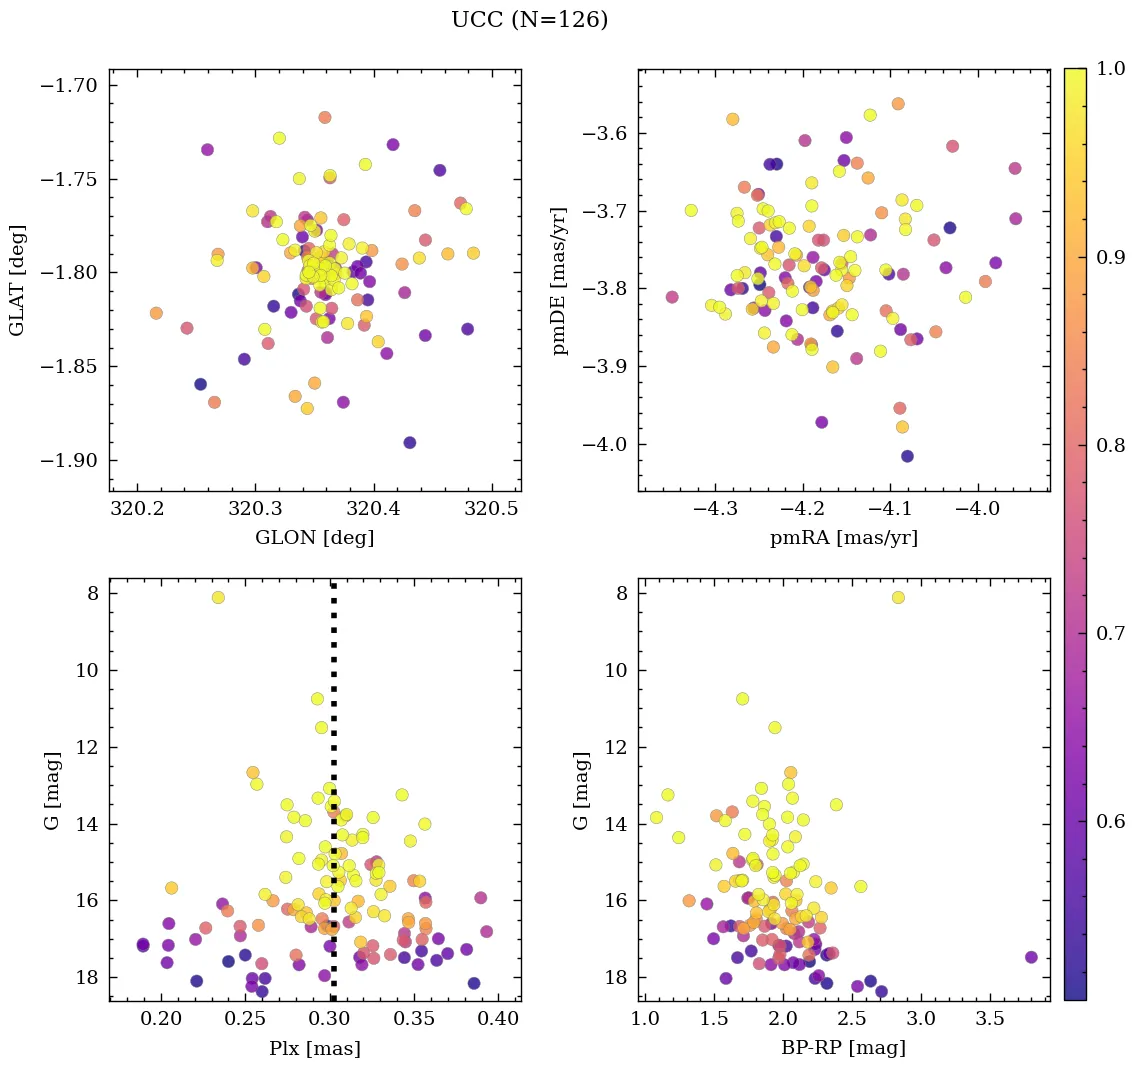 UCC (N=126)
−1.70
−1.75
−1.80
−1.85
−1.90
GLAT [deg]
320.2 320.3 320.4 320.5
GLON [deg]
−3.6
−3.7
−3.8
−3.9
−4.0
pmDE [mas/yr]
−4.3 −4.2 −4.1 −4.0
pmRA [mas/yr]
8
10
12
14
16
18
G [mag]
0.20 0.25 0.30 0.35 0.40
Plx [mas]
8
10
12
14
16
18
G [mag]
1.0 1.5 2.0 2.5 3.0 3.5
BP-RP [mag]
1.0
0.9
0.8
0.7
0.6